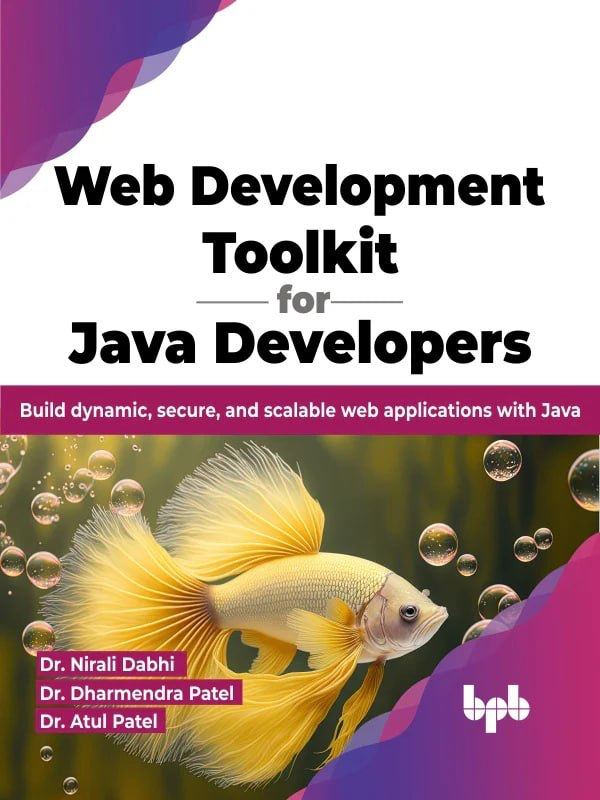 Web Development
Toolkit
for
Java Developers
Build dynamic, secure, and scalable web applications with Java
Dr. Nirali Dabhi
Dr. Dharmendra Patel
Dr. Atul Patel
bpb